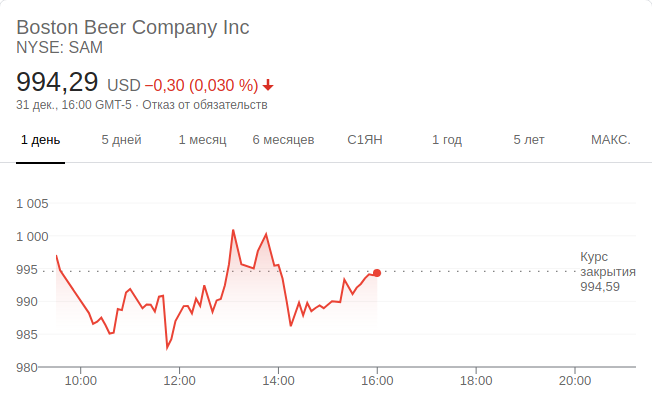 Boston Beer Company Inc
NYSE: SAM
994,29 USD −0,30 (0,030 %)
31 дек., 16:00 GMT-5 · Отказ от обязательств
1 день 5 дней 1 месяц 6 месяцев С1ЯН 1 год 5 лет МАКС.
1 005
1 000
995
990
985
980
Курс
закрытия
994,59
10:00 12:00 14:00 16:00 18:00 20:00